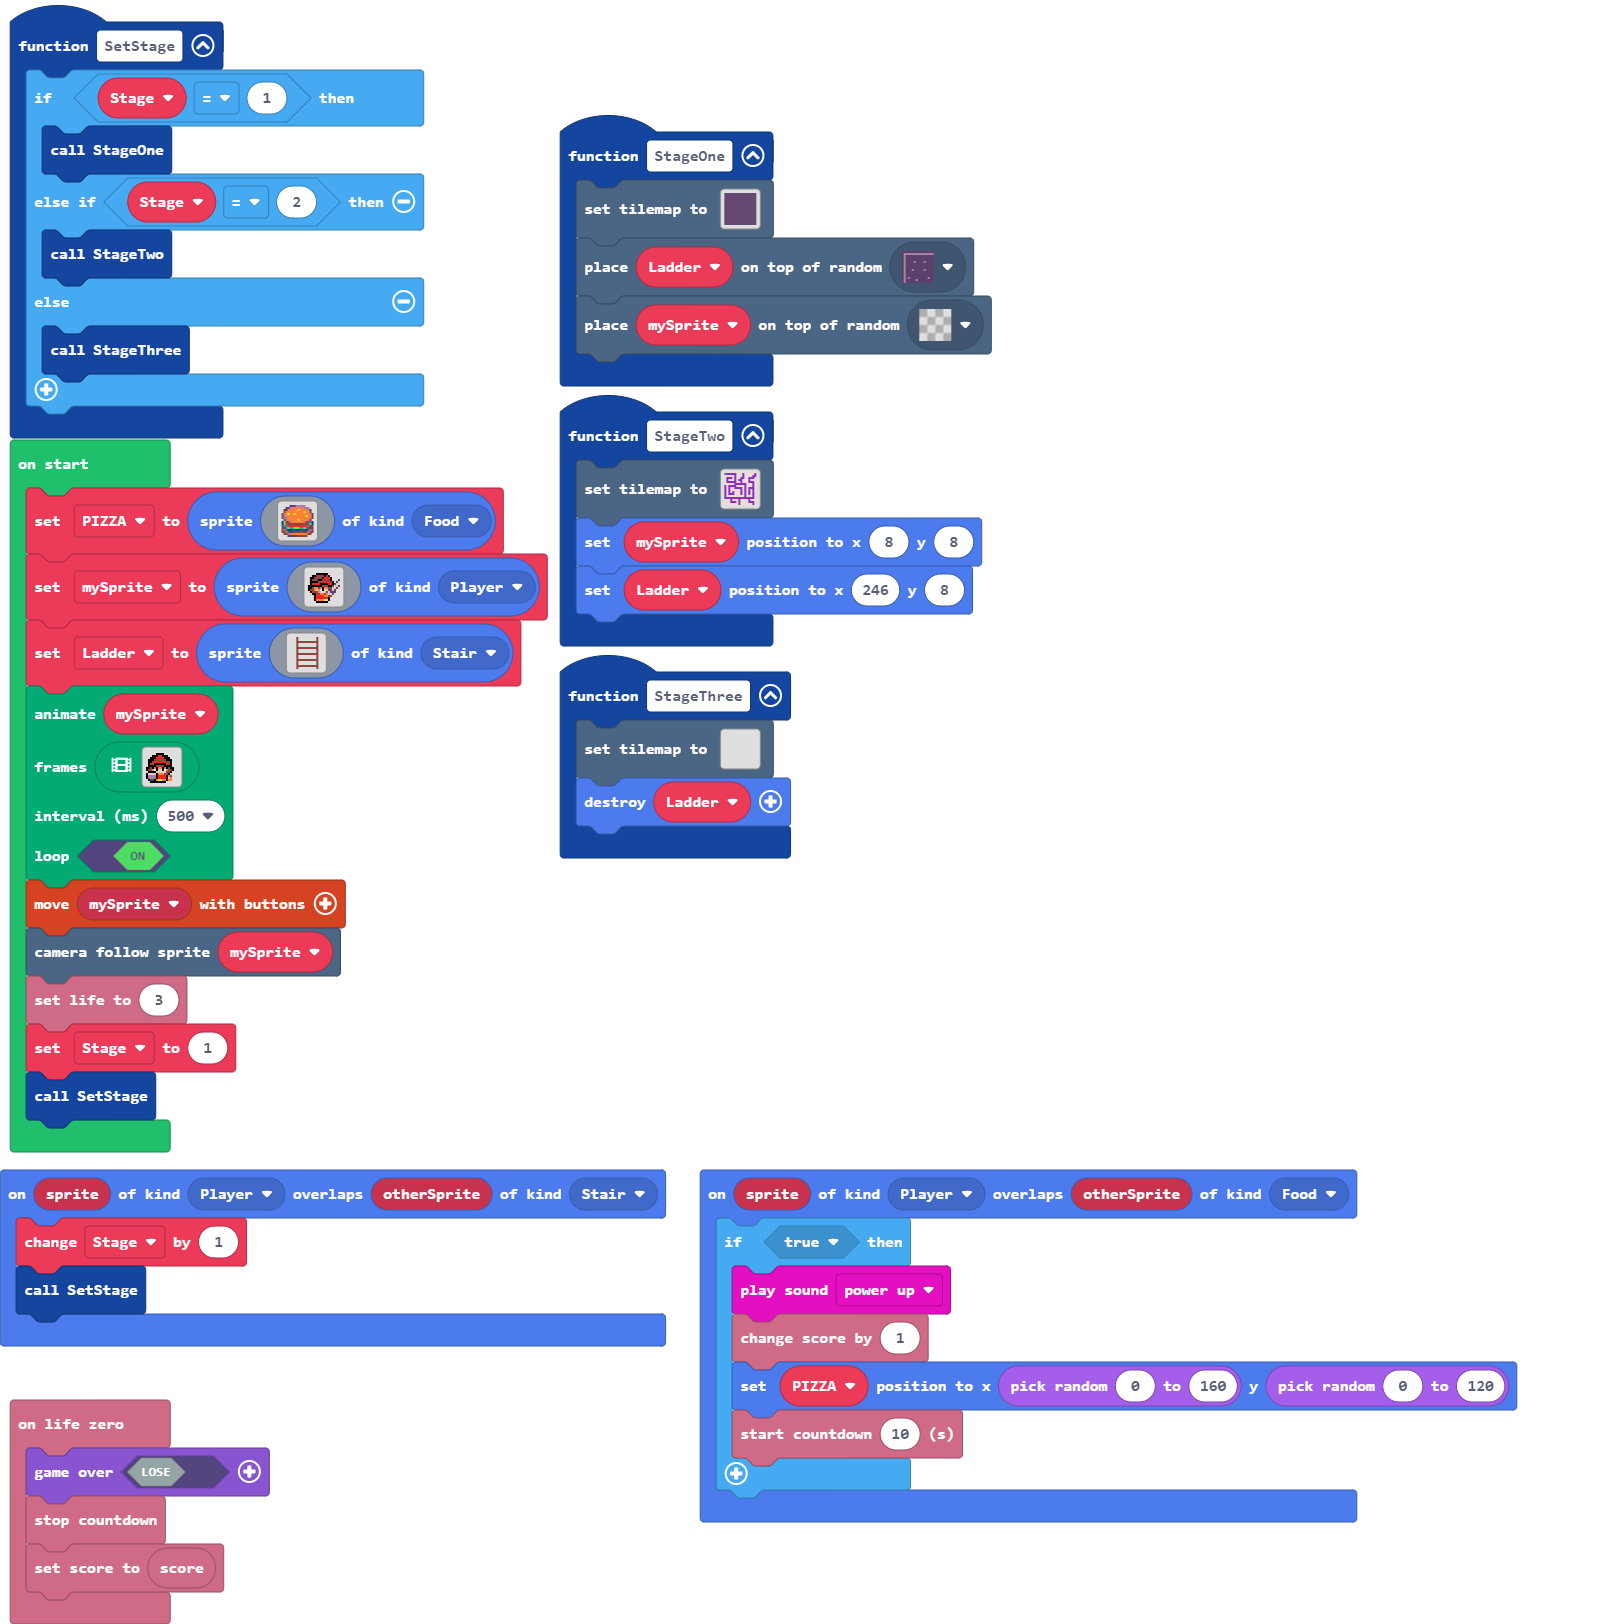 function SetStage
if Stage = 1 then
call StageOne
else if Stage = 2 then
call StageTwo
else
call StageThree
on start
set PIZZA to sprite of kind Food
set mySprite to sprite of kind Player
set Ladder to sprite of kind Stair
animate mySprite
frames
interval (ms) 500
loop ON
move mySprite with buttons
camera follow sprite mySprite
set life to 3
set Stage to 1
call SetStage
function StageOne
set tilemap to
place Ladder on top of random
place mySprite on top of random
function StageTwo
set tilemap to
set mySprite position to x 8 y 8
set Ladder position to x 246 y 8
function StageThree
set tilemap to
destroy Ladder
on sprite of kind Player overlaps otherSprite of kind Stair
change Stage by 1
call SetStage
on sprite of kind Player overlaps otherSprite of kind Food
if true then
play sound power up
change score by 1
set PIZZA position to x pick random 0 to 160 y pick random 0 to 120
start countdown 10 (s)
on life zero
game over LOSE
stop countdown
set score to score